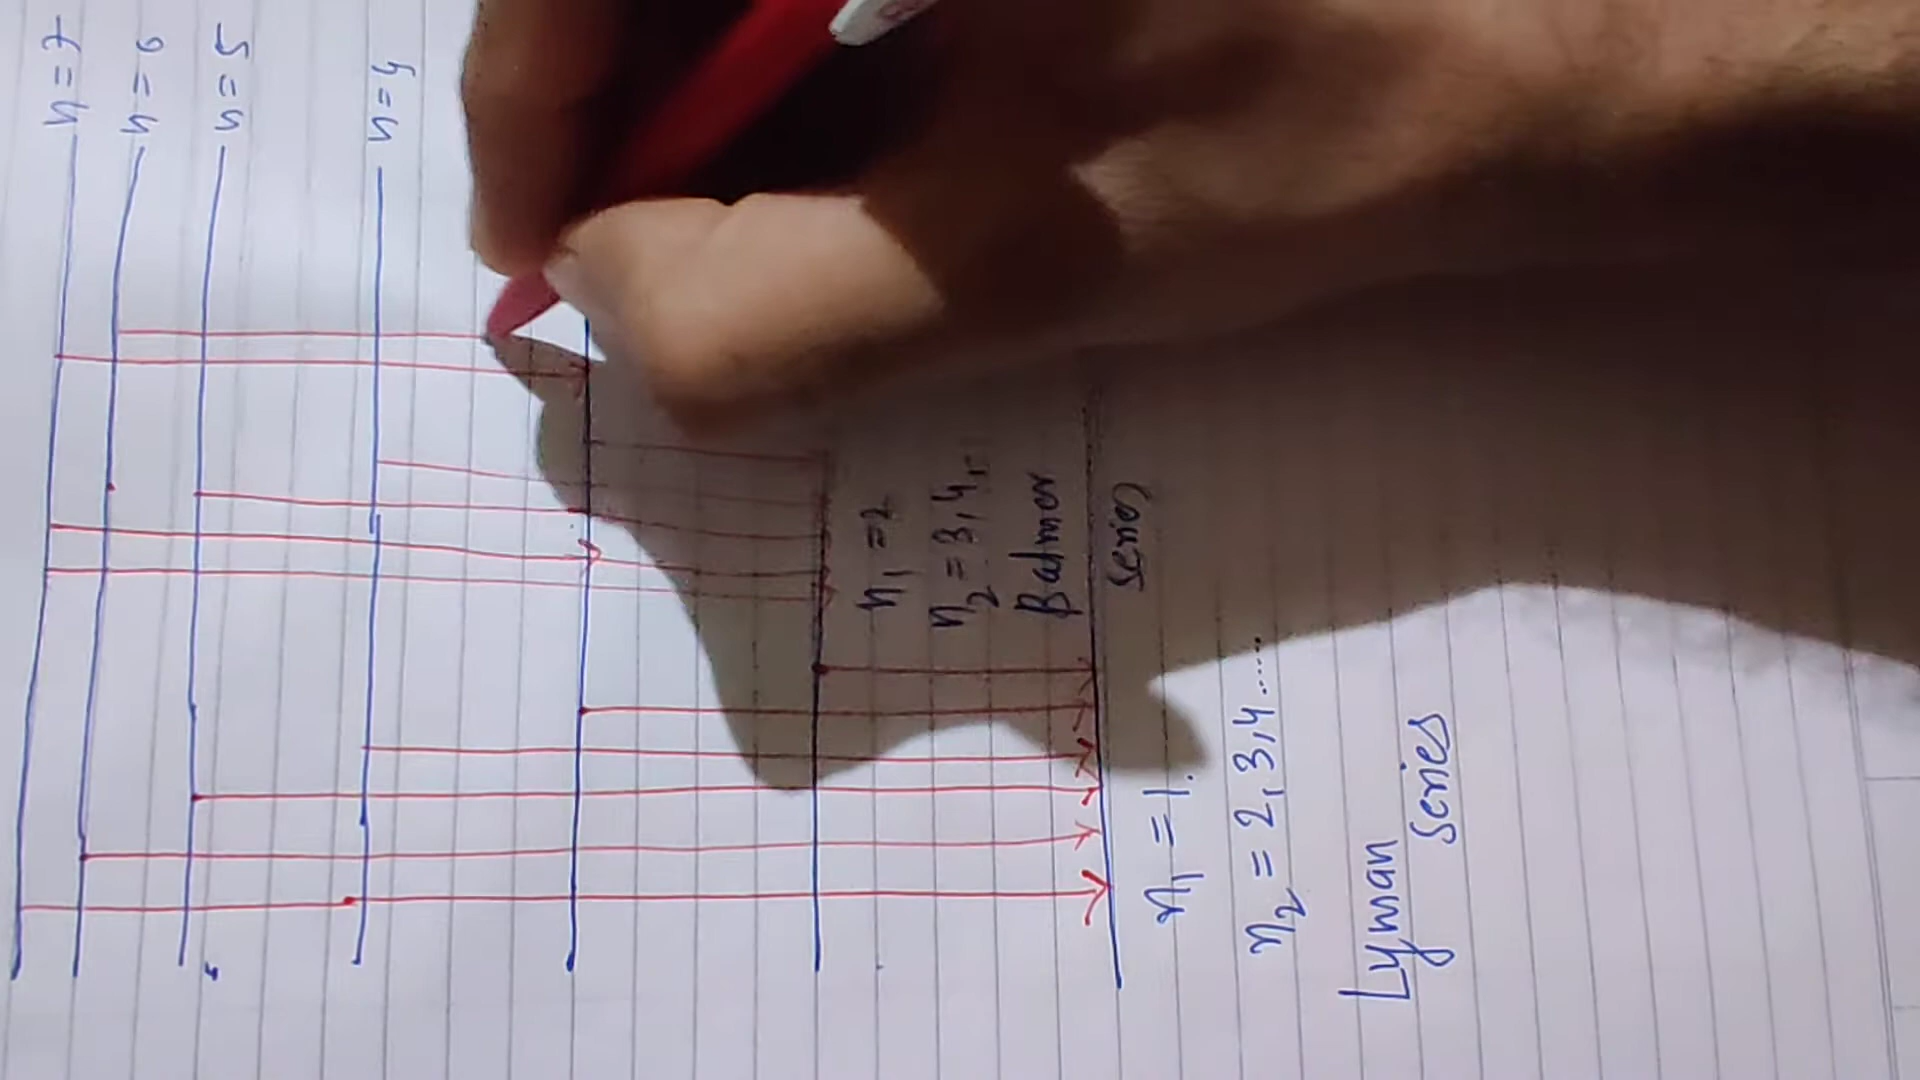 n=7
n=6
n=5
n=4
n₁=2
n₂=3,4,
Balmer
series
n₁=1.
n₂=2,3,4......
Lyman
series